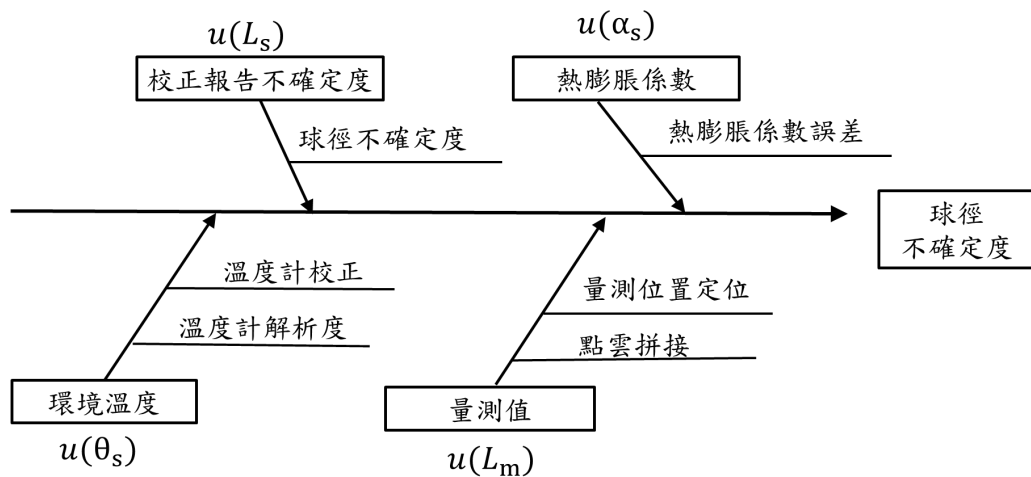 u(Lₛ)
校正報告不確定度
球徑不確定度
u(αₛ)
熱膨脹係數
熱膨脹係數誤差
球徑
不確定度
溫度計校正
溫度計解析度
環境溫度
u(θₛ)
量測位置定位
點雲拼接
量測值
u(Lₘ)